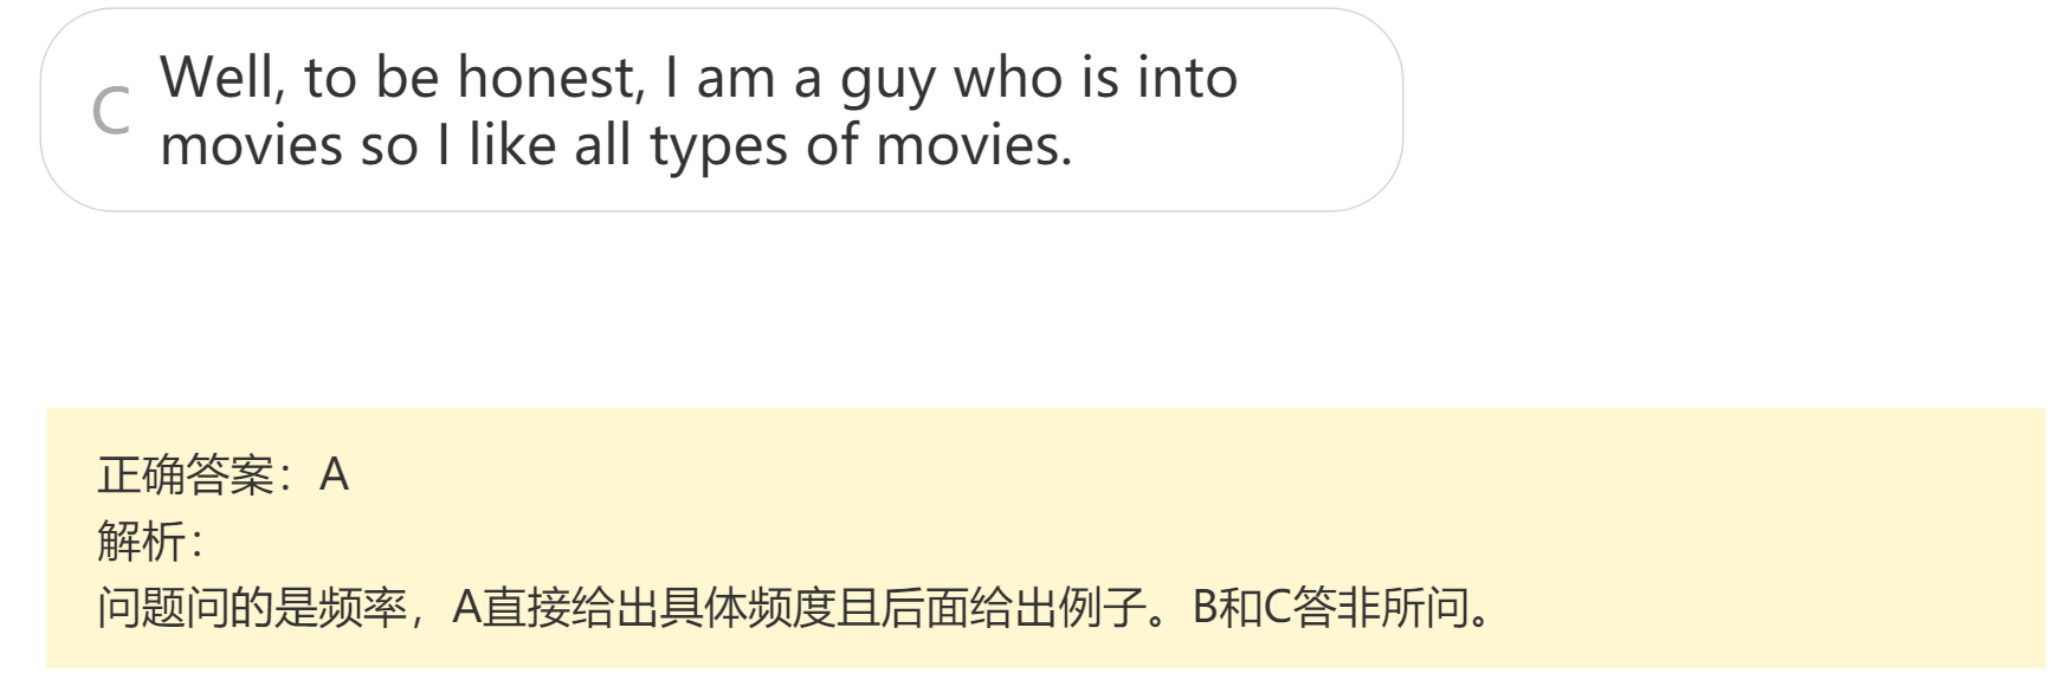 C
Well, to be honest, I am a guy who is into
movies so I like all types of movies.
正确答案：A
解析：
问题问的是频率，A直接给出具体频度且后面给出例子。B和C答非所问。